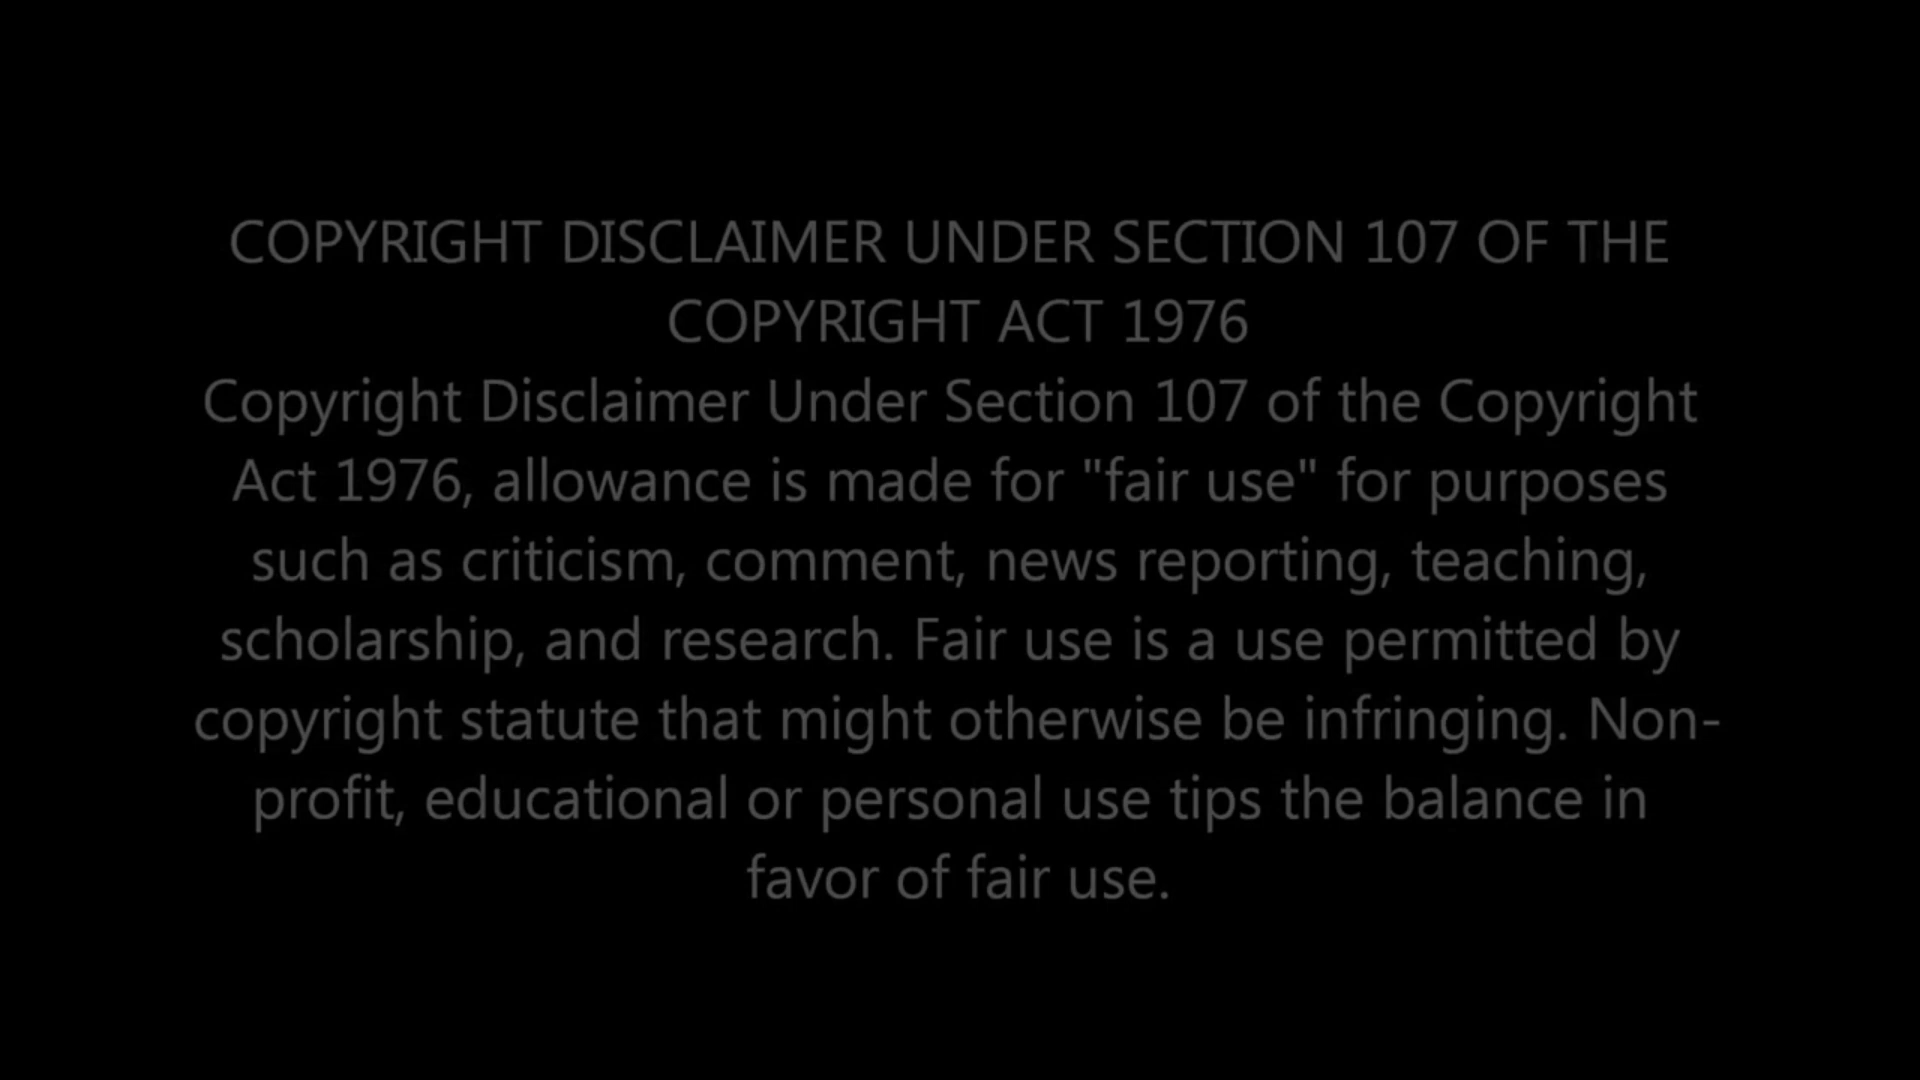 COPYRIGHT DISCLAIMER UNDER SECTION 107 OF THE
COPYRIGHT ACT 1976
Copyright Disclaimer Under Section 107 of the Copyright
Act 1976, allowance is made for "fair use" for purposes
such as criticism, comment, news reporting, teaching,
scholarship, and research. Fair use is a use permitted by
copyright statute that might otherwise be infringing. Non-
profit, educational or personal use tips the balance in
favor of fair use.